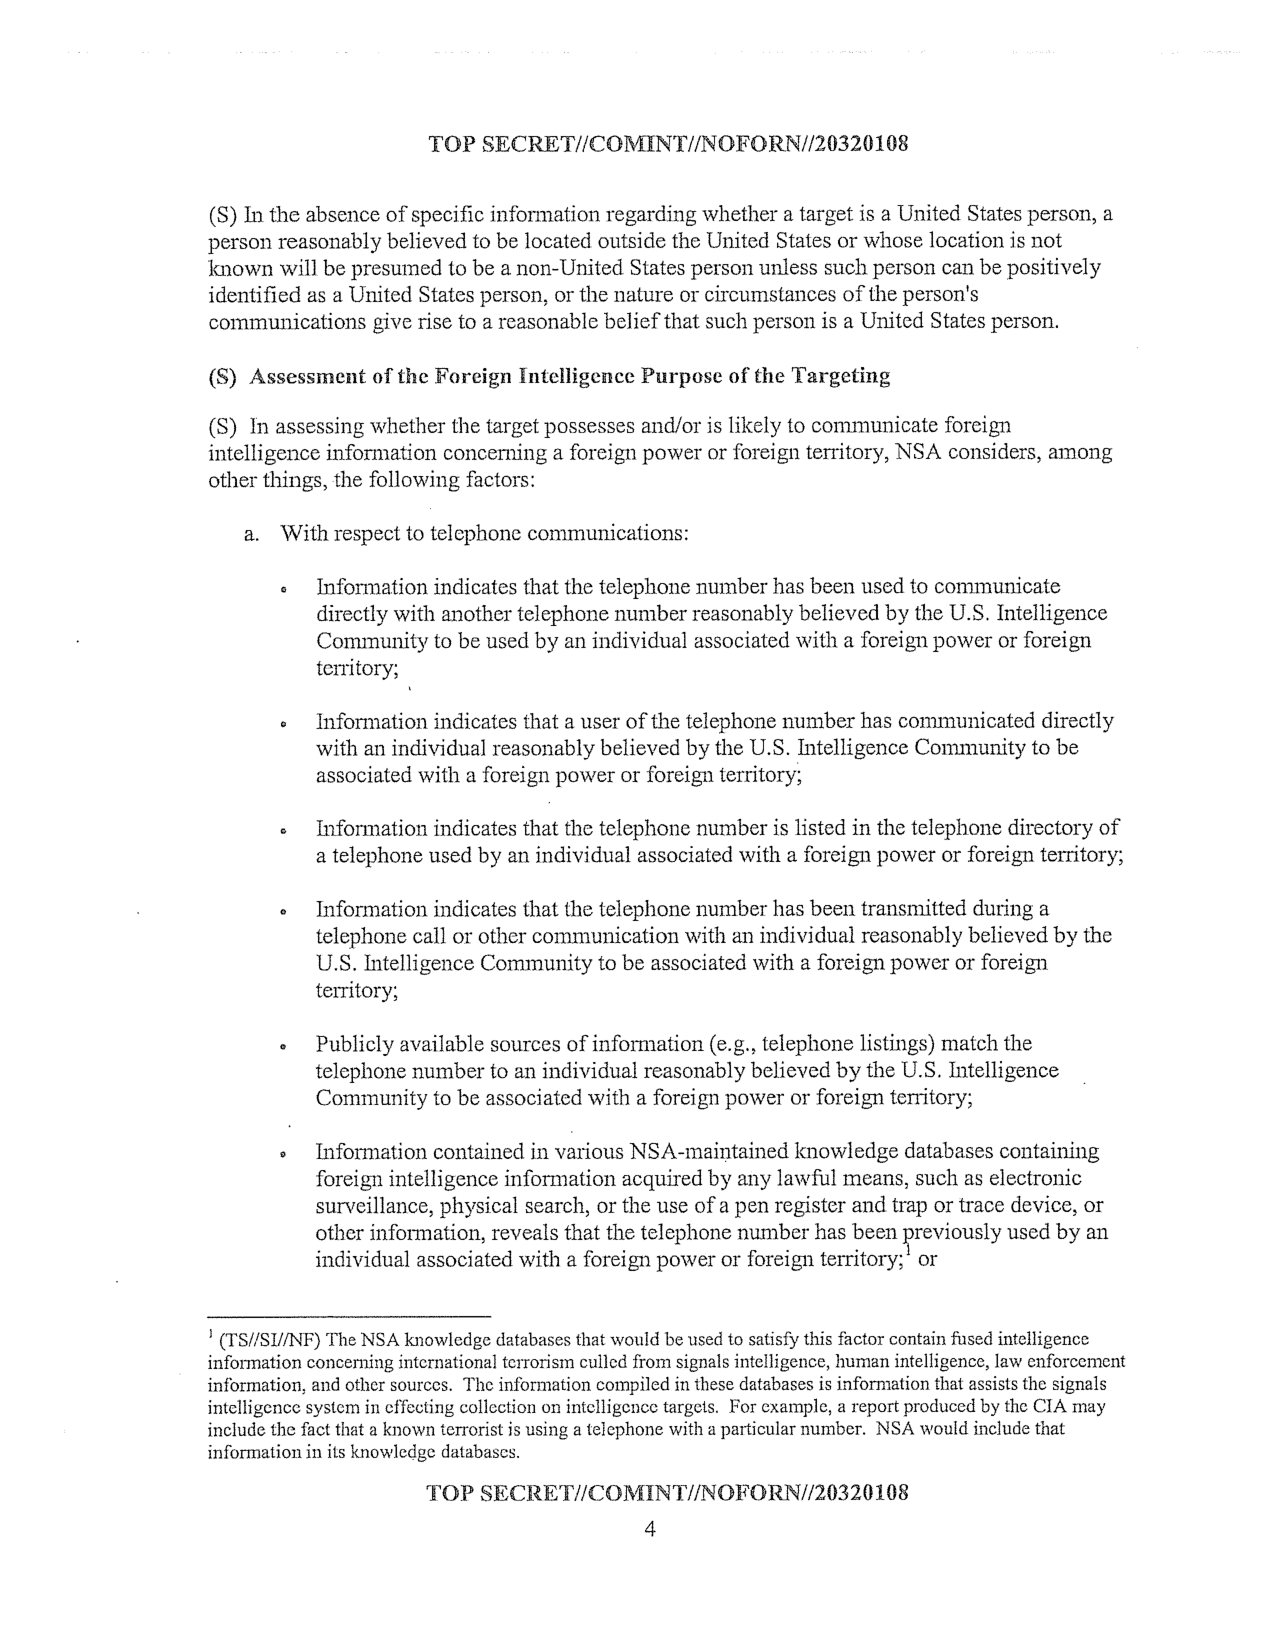 TOP SECRET//COMINT//NOFORN//20320108
(S) In the absence of specific information regarding whether a target is a United States person, a
person reasonably believed to be located outside the United States or whose location is not
known will be presumed to be a non-United States person unless such person can be positively
identified as a United States person, or the nature or circumstances of the person's
communications give rise to a reasonable belief that such person is a United States person.
(S) Assessment of the Foreign Intelligence Purpose of the Targeting
(S) In assessing whether the target possesses and/or is likely to communicate foreign
intelligence information concerning a foreign power or foreign territory, NSA considers, among
other things, the following factors:
a. With respect to telephone communications:
• Information indicates that the telephone number has been used to communicate
directly with another telephone number reasonably believed by the U.S. Intelligence
Community to be used by an individual associated with a foreign power or foreign
territory;
• Information indicates that a user of the telephone number has communicated directly
with an individual reasonably believed by the U.S. Intelligence Community to be
associated with a foreign power or foreign territory;
• Information indicates that the telephone number is listed in the telephone directory of
a telephone used by an individual associated with a foreign power or foreign territory;
• Information indicates that the telephone number has been transmitted during a
telephone call or other communication with an individual reasonably believed by the
U.S. Intelligence Community to be associated with a foreign power or foreign
territory;
• Publicly available sources of information (e.g., telephone listings) match the
telephone number to an individual reasonably believed by the U.S. Intelligence
Community to be associated with a foreign power or foreign territory;
• Information contained in various NSA-maintained knowledge databases containing
foreign intelligence information acquired by any lawful means, such as electronic
surveillance, physical search, or the use of a pen register and trap or trace device, or
other information, reveals that the telephone number has been previously used by an
individual associated with a foreign power or foreign territory;1 or
1 (TS//SI//NF) The NSA knowledge databases that would be used to satisfy this factor contain fused intelligence
information concerning international terrorism culled from signals intelligence, human intelligence, law enforcement
information, and other sources. The information compiled in these databases is information that assists the signals
intelligence system in effecting collection on intelligence targets. For example, a report produced by the CIA may
include the fact that a known terrorist is using a telephone with a particular number. NSA would include that
information in its knowledge databases.
TOP SECRET//COMINT//NOFORN//20320108
4